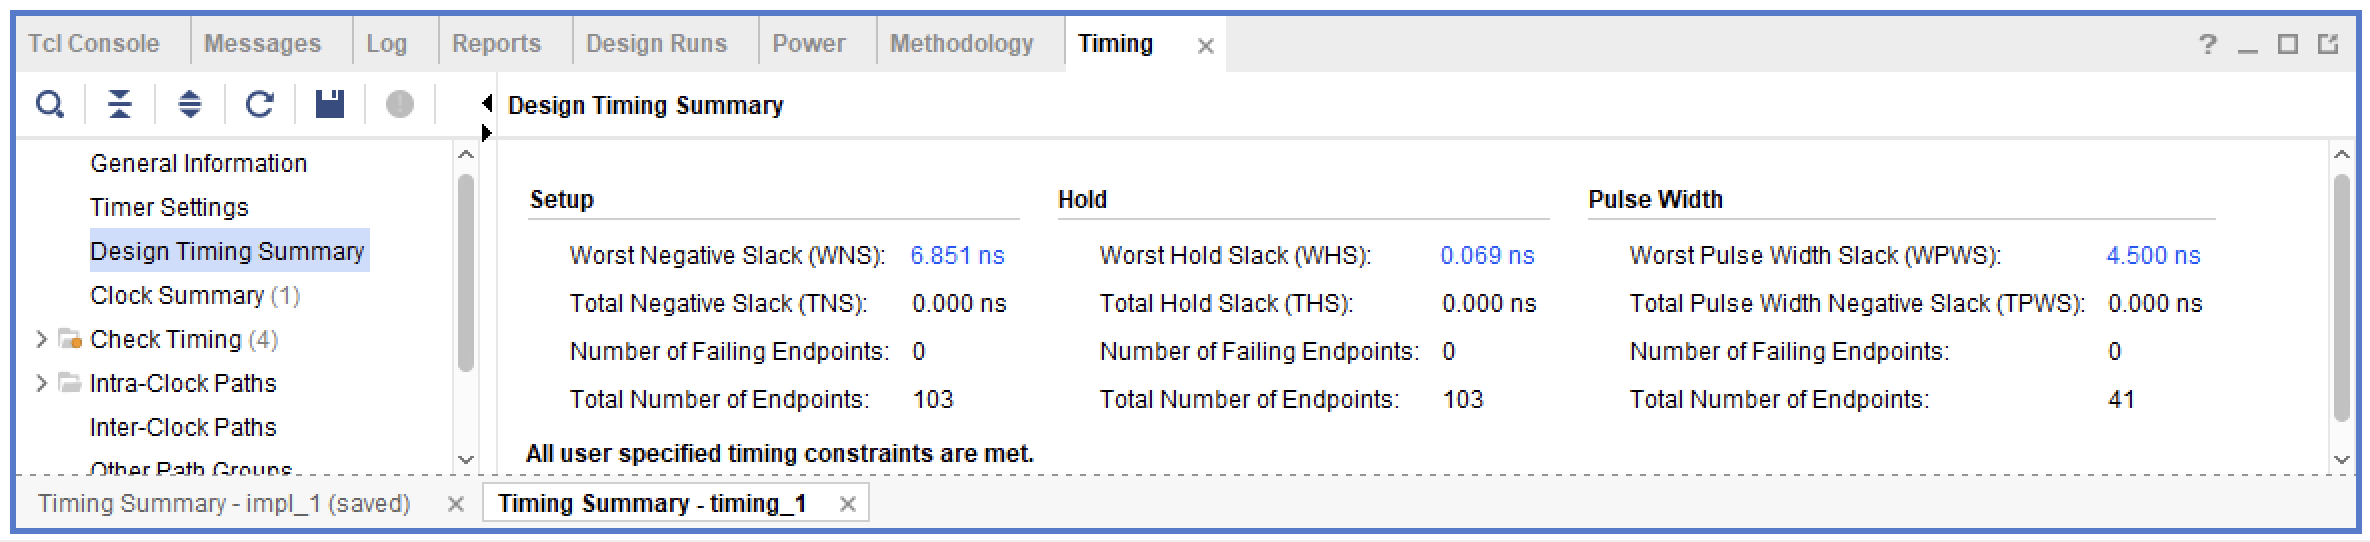 Tcl Console Messages Log Reports Design Runs Power Methodology Timing
Design Timing Summary
General Information
Timer Settings
Design Timing Summary
Clock Summary (1)
Check Timing (4)
Intra-Clock Paths
Inter-Clock Paths
Other Path Groups
Setup Hold Pulse Width
Worst Negative Slack (WNS): 6.851 ns Worst Hold Slack (WHS): 0.069 ns Worst Pulse Width Slack (WPWS): 4.500 ns
Total Negative Slack (TNS): 0.000 ns Total Hold Slack (THS): 0.000 ns Total Pulse Width Negative Slack (TPWS): 0.000 ns
Number of Failing Endpoints: 0 Number of Failing Endpoints: 0 Number of Failing Endpoints: 0
Total Number of Endpoints: 103 Total Number of Endpoints: 103 Total Number of Endpoints: 41
All user specified timing constraints are met.
Timing Summary - impl_1 (saved) Timing Summary - timing_1